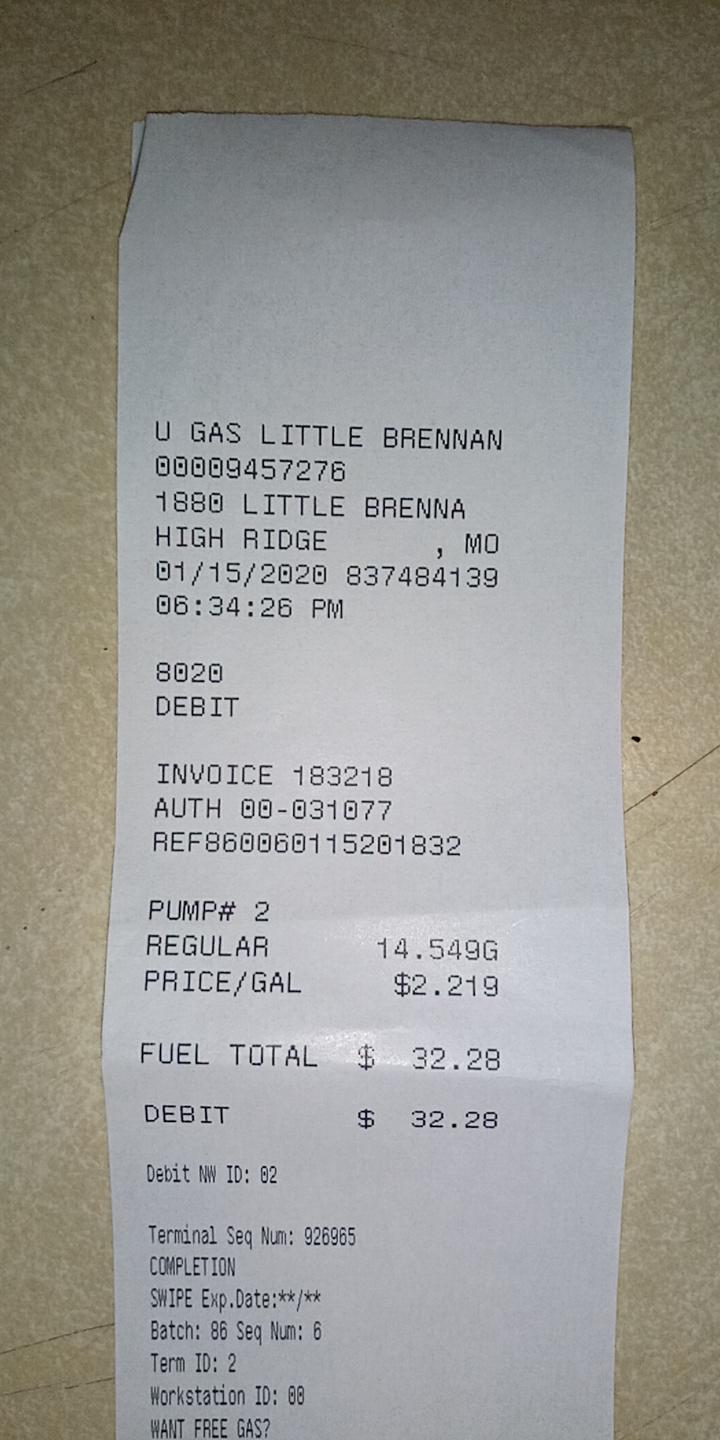 U GAS LITTLE BRENNAN
00009457276
1880 LITTLE BRENNA
HIGH RIDGE , MO
01/15/2020 837484139
06:34:26 PM
8020
DEBIT
INVOICE 183218
AUTH 00-031077
REF860060115201832
PUMP# 2
REGULAR 14.549G
PRICE/GAL $2.219
FUEL TOTAL $ 32.28
DEBIT $ 32.28
Debit NW ID: 02
Terminal Seq Num: 926965
COMPLETION
SWIPE Exp.Date:**/**
Batch: 86 Seq Num: 6
Term ID: 2
Workstation ID: 00
WANT FREE GAS?